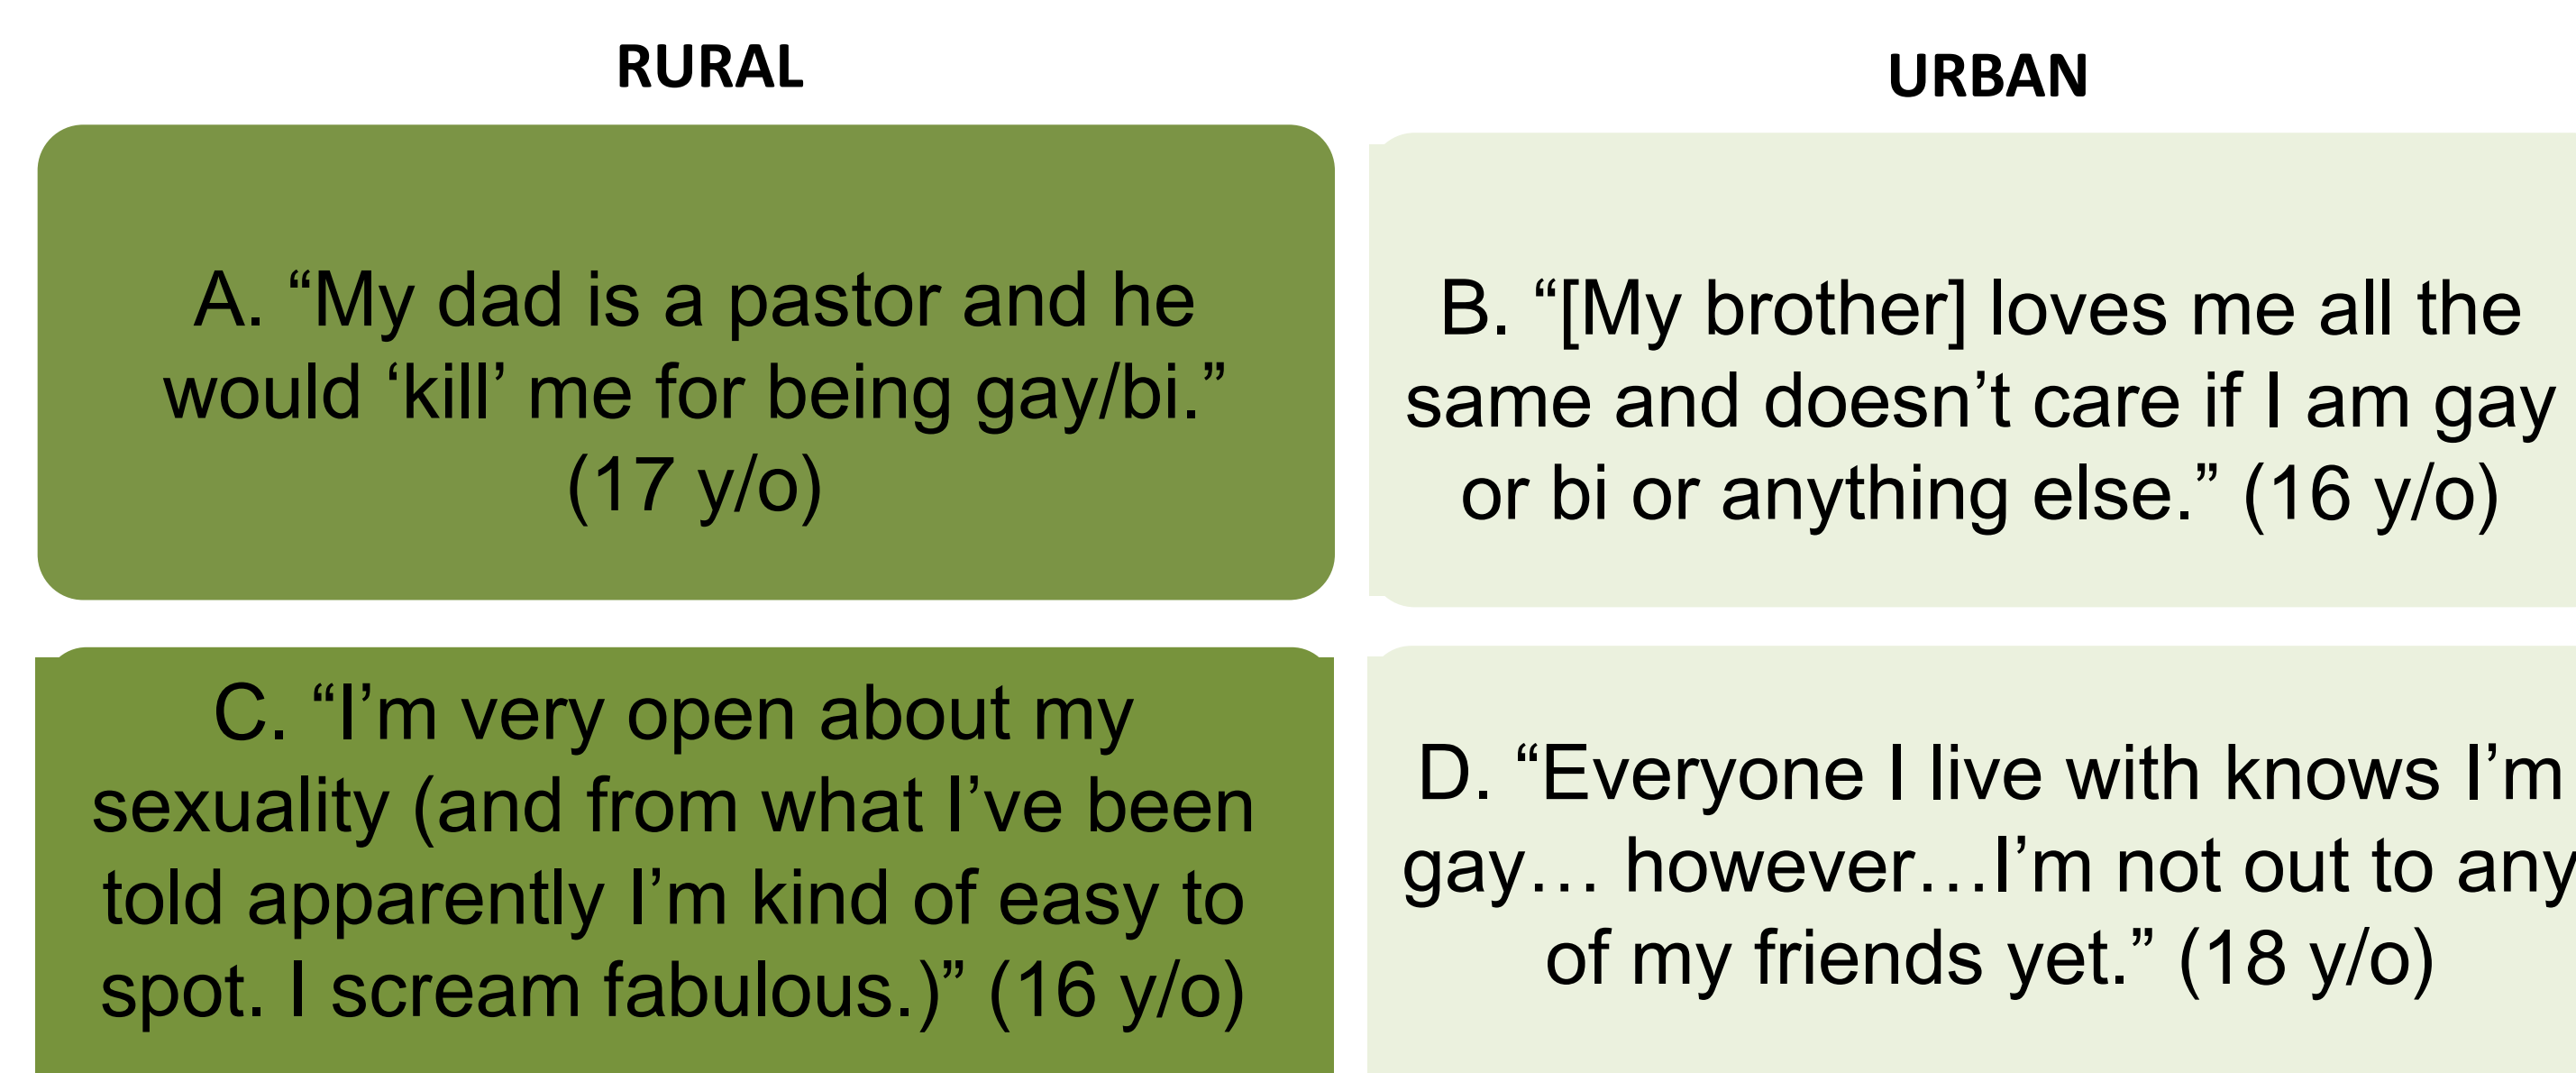 RURAL
URBAN
A. “My dad is a pastor and he
would ‘kill’ me for being gay/bi.”
(17 y/o)
B. “[My brother] loves me all the
same and doesn’t care if I am gay
or bi or anything else.” (16 y/o)
C. “I’m very open about my
sexuality (and from what I’ve been
told apparently I’m kind of easy to
spot. I scream fabulous.)” (16 y/o)
D. “Everyone I live with knows I’m
gay… however…I’m not out to any
of my friends yet.” (18 y/o)